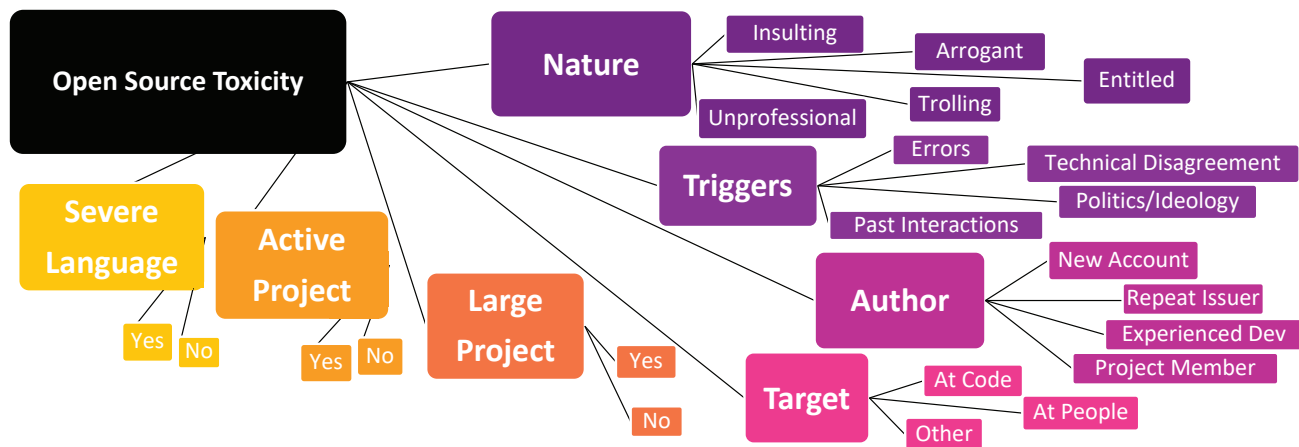 Open Source Toxicity
Nature
Insulting
Arrogant
Entitled
Trolling
Unprofessional
Triggers
Errors
Technical Disagreement
Politics/Ideology
Past Interactions
Author
New Account
Repeat Issuer
Experienced Dev
Project Member
Target
At Code
At People
Other
Large
Project
Yes
No
Active
Project
Yes
No
Severe
Language
Yes
No